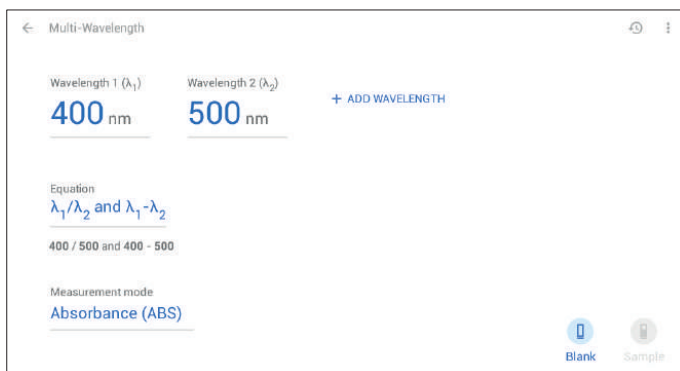 Multi-Wavelength
Wavelength 1 (λ₁) Wavelength 2 (λ₂)
400 nm 500 nm + ADD WAVELENGTH
Equation
λ₁/λ₂ and λ₁-λ₂
400 / 500 and 400 - 500
Measurement mode
Absorbance (ABS)
Blank Sample